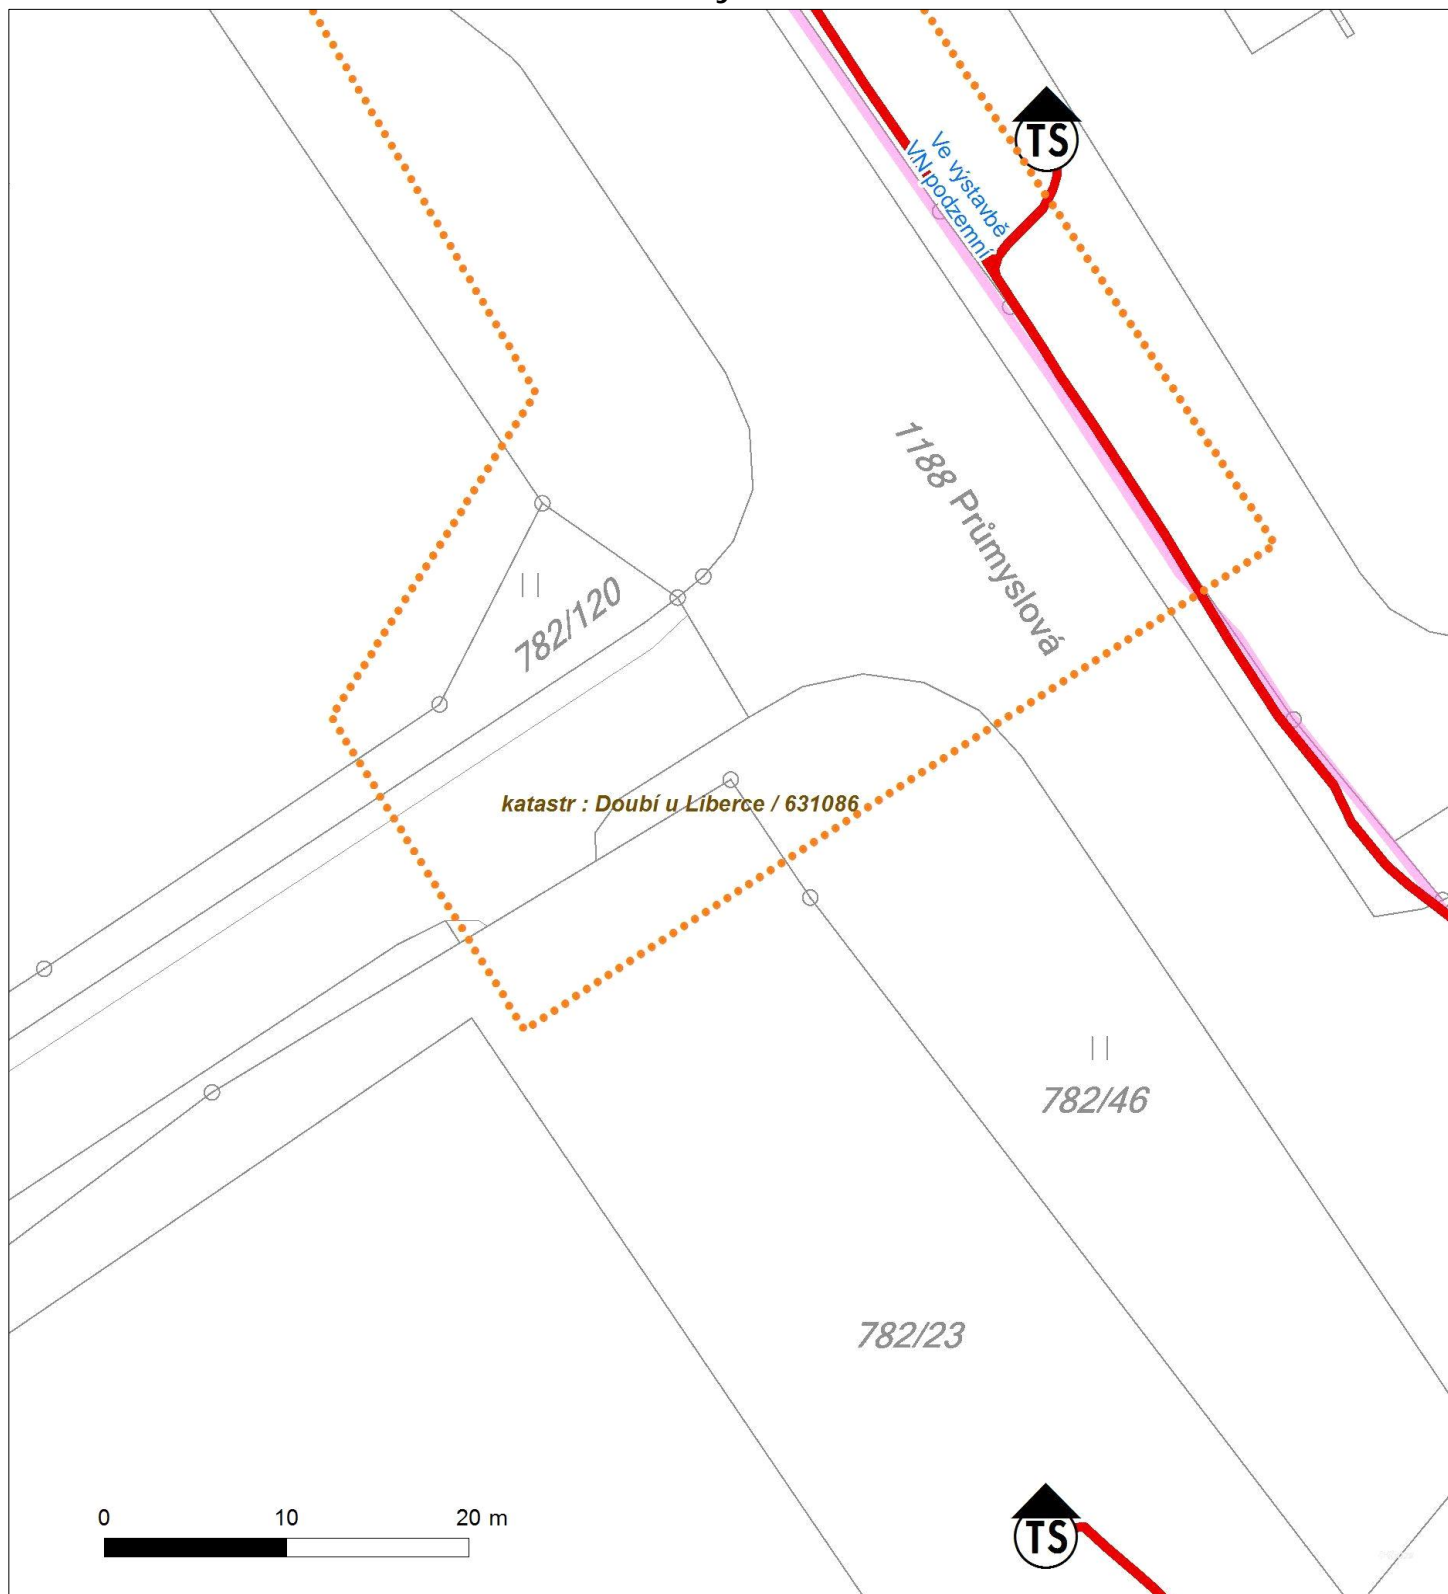 TS
Ve výstavbě
VN podzemní
1188 Průmyslová
782/120
katastr : Doubí u Liberce / 631086
782/46
782/23
0 10 20 m
TS